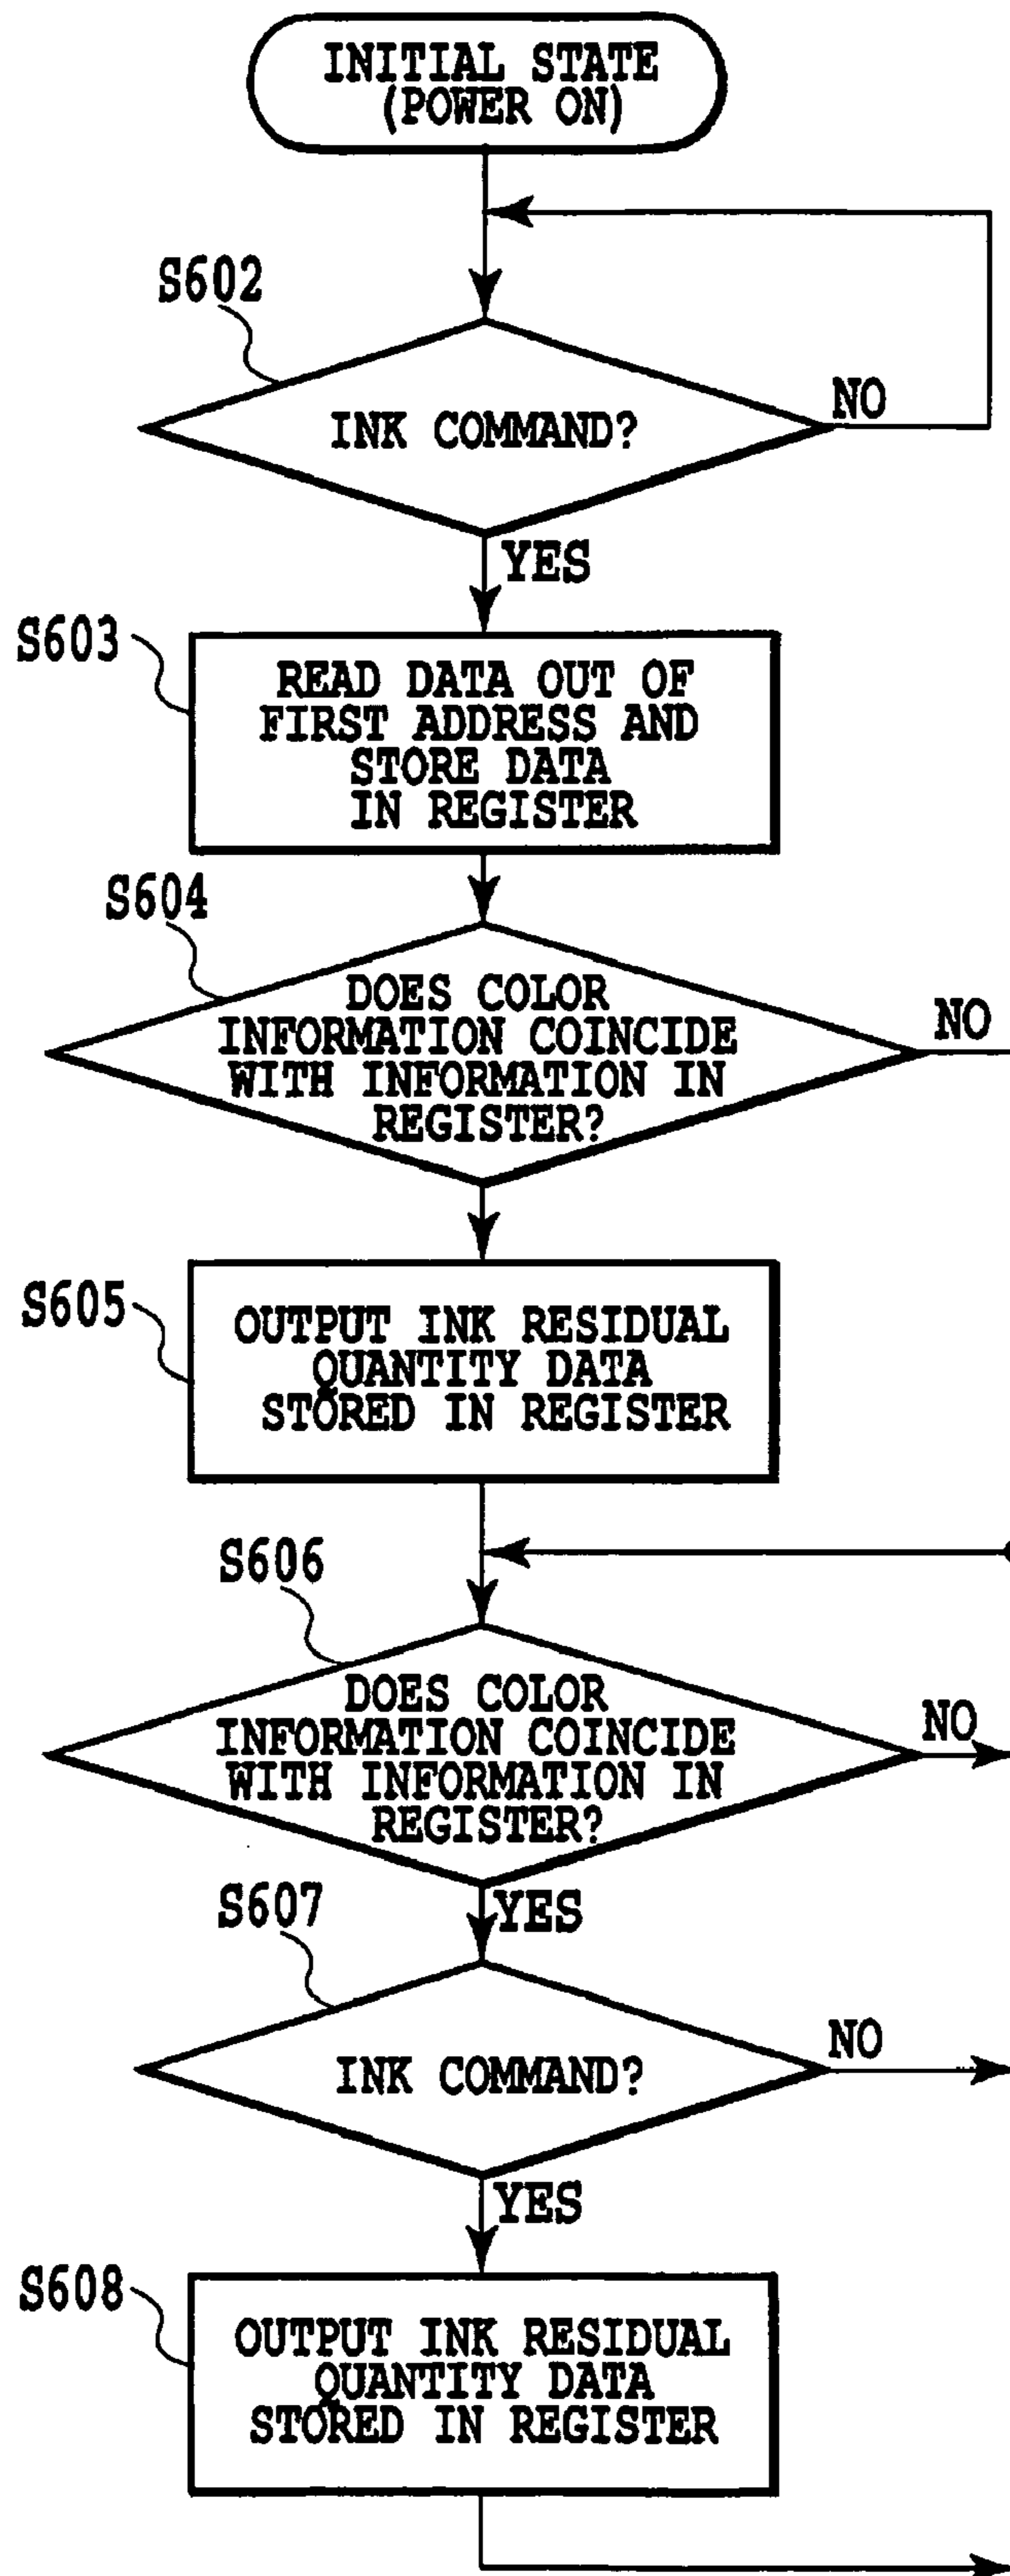 INITIAL STATE
(POWER ON)
S602
INK COMMAND?
NO
YES
S603
READ DATA OUT OF
FIRST ADDRESS AND
STORE DATA
IN REGISTER
S604
DOES COLOR
INFORMATION COINCIDE
WITH INFORMATION IN
REGISTER?
NO
S605
OUTPUT INK RESIDUAL
QUANTITY DATA
STORED IN REGISTER
S606
DOES COLOR
INFORMATION COINCIDE
WITH INFORMATION IN
REGISTER?
NO
YES
S607
INK COMMAND?
NO
YES
S608
OUTPUT INK RESIDUAL
QUANTITY DATA
STORED IN REGISTER